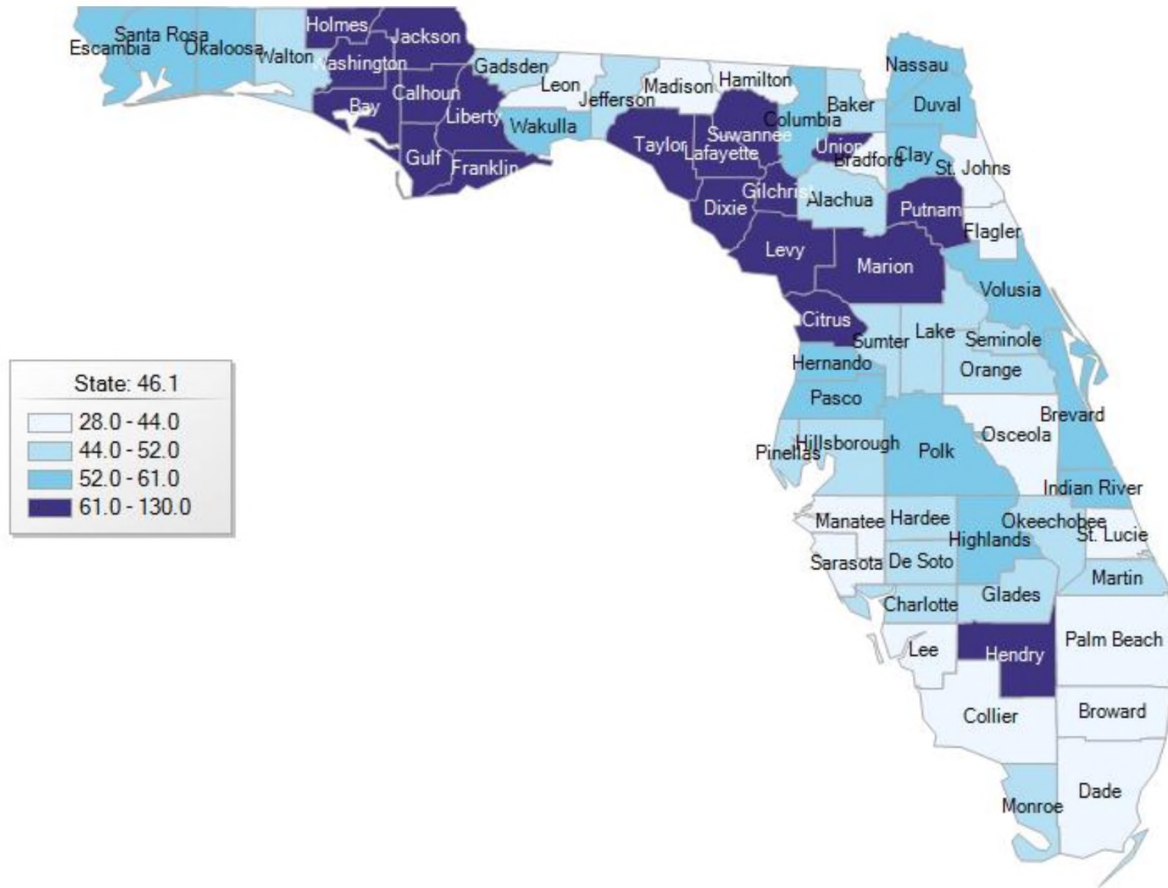 Holmes
Jackson
Santa Rosa
Escambia
Okaloosa
Walton
Washington
Gadsden
Calhoun
Bay
Liberty
Gulf
Franklin
Leon
Jefferson
Wakulla
Madison
Hamilton
Taylor
Suwannee
Lafayette
Columbia
Baker
Nassau
Duval
Union
Bradford
Clay
St. Johns
Gilchrist
Dixie
Alachua
Putnam
Flagler
Levy
Marion
Volusia
Citrus
Sumter
Lake
Seminole
Hernando
Orange
Pasco
Brevard
Osceola
Hillsborough
Pinellas
Polk
Indian River
Manatee
Hardee
Okeechobee
St. Lucie
Highlands
Sarasota
De Soto
Martin
Charlotte
Glades
Lee
Hendry
Palm Beach
Collier
Broward
Monroe
Dade
State: 46.1
28.0 - 44.0
44.0 - 52.0
52.0 - 61.0
61.0 - 130.0